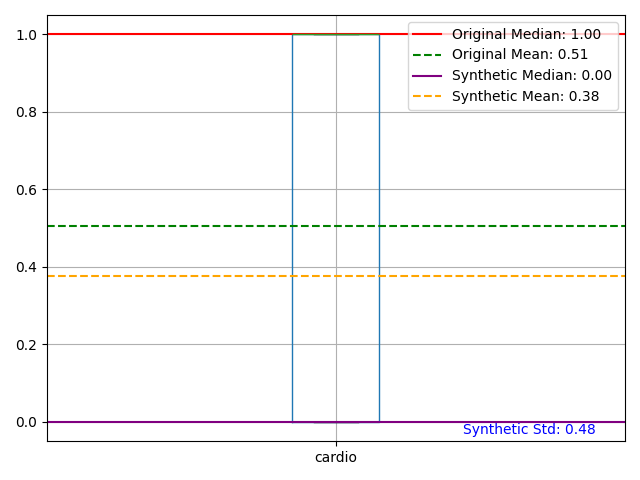 1.0
0.8
0.6
0.4
0.2
0.0
Original Median: 1.00
Original Mean: 0.51
Synthetic Median: 0.00
Synthetic Mean: 0.38
Synthetic Std: 0.48
cardio